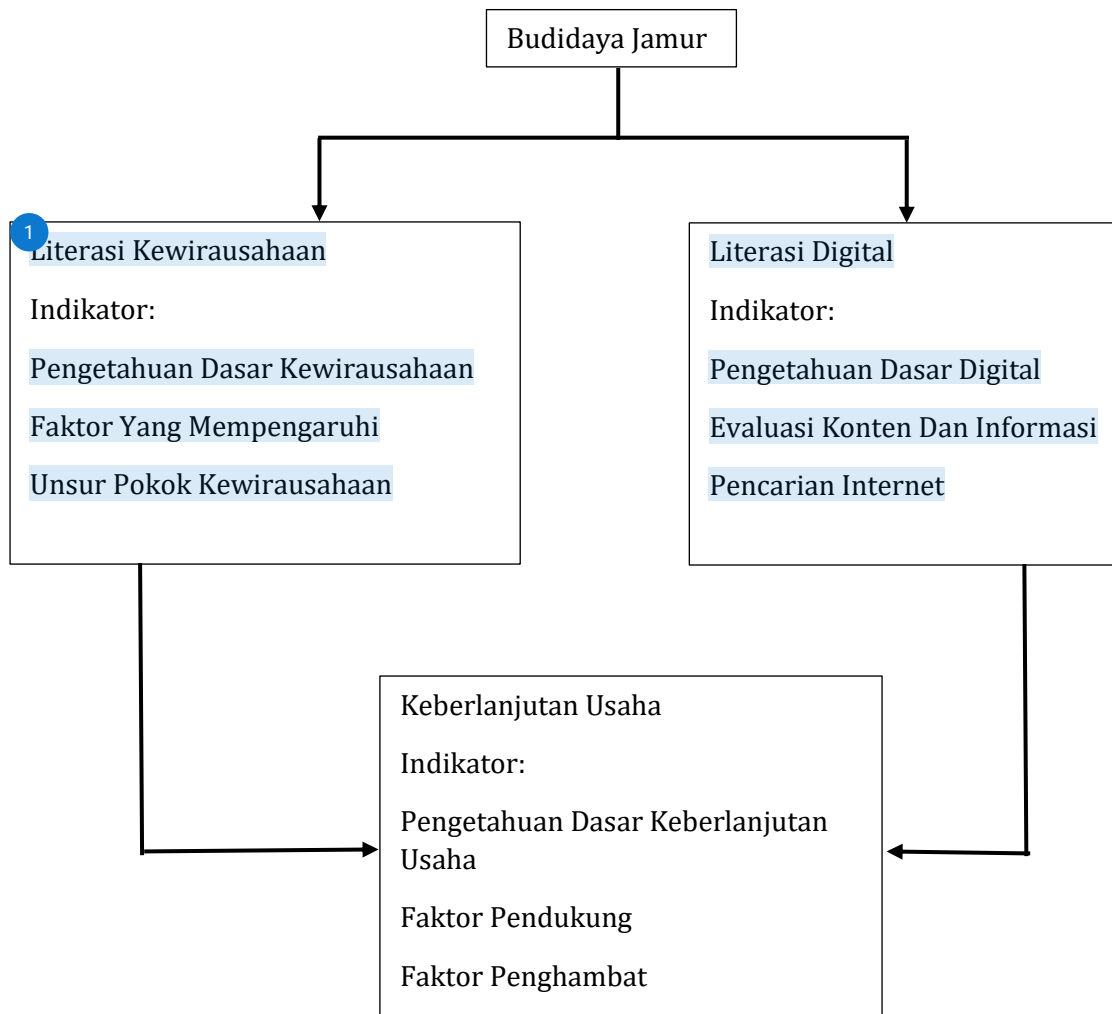 Budidaya Jamur
1
Literasi Kewirausahaan
Indikator:
Pengetahuan Dasar Kewirausahaan
Faktor Yang Mempengaruhi
Unsur Pokok Kewirausahaan
Literasi Digital
Indikator:
Pengetahuan Dasar Digital
Evaluasi Konten Dan Informasi
Pencarian Internet
Keberlanjutan Usaha
Indikator:
Pengetahuan Dasar Keberlanjutan
Usaha
Faktor Pendukung
Faktor Penghambat